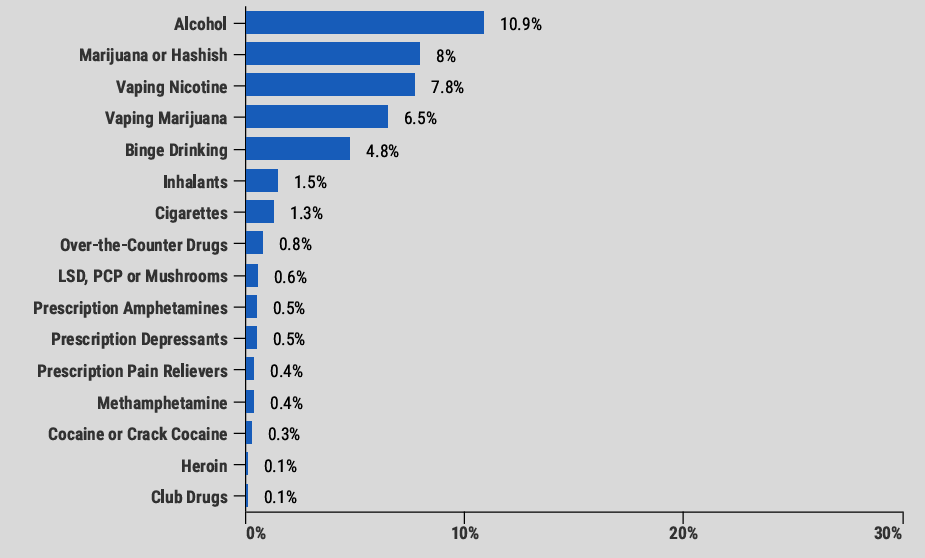 Alcohol 10.9%
Marijuana or Hashish 8%
Vaping Nicotine 7.8%
Vaping Marijuana 6.5%
Binge Drinking 4.8%
Inhalants 1.5%
Cigarettes 1.3%
Over-the-Counter Drugs 0.8%
LSD, PCP or Mushrooms 0.6%
Prescription Amphetamines 0.5%
Prescription Depressants 0.5%
Prescription Pain Relievers 0.4%
Methamphetamine 0.4%
Cocaine or Crack Cocaine 0.3%
Heroin 0.1%
Club Drugs 0.1%
0% 10% 20% 30%